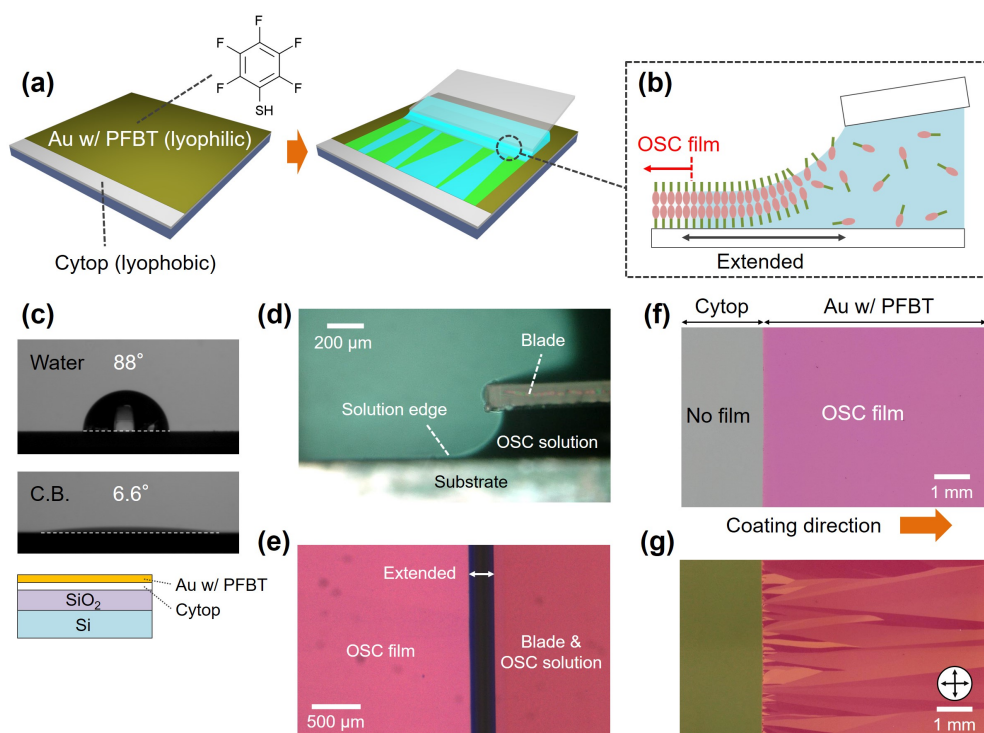 (a)
F
F
F
F
F
SH
Au w/ PFBT (lyophilic)
Cytop (lyophobic)
(b)
OSC film
Extended
(c)
Water
88°
C.B.
6.6°
Au w/ PFBT
Cytop
SiO₂
Si
(d)
200 µm
Blade
Solution edge
OSC solution
Substrate
(e)
Extended
OSC film
Blade &
OSC solution
500 µm
(f)
Cytop
Au w/ PFBT
No film
OSC film
1 mm
Coating direction
(g)
1 mm